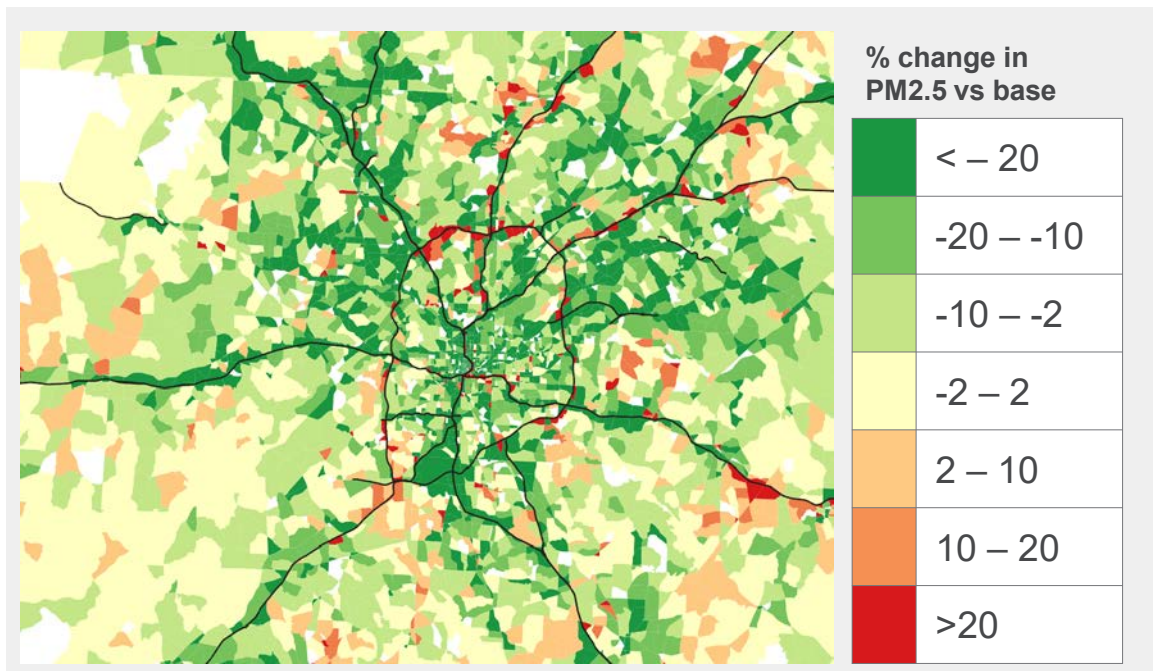 % change in
PM2.5 vs base
< – 20
-20 – -10
-10 – -2
-2 – 2
2 – 10
10 – 20
>20